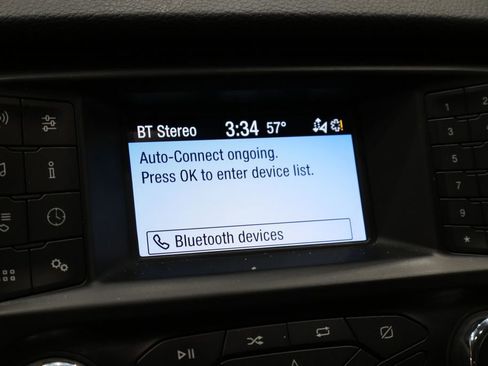 BT Stereo 3:34 57°
Auto-Connect ongoing.
Press OK to enter device list.
Bluetooth devices
1 2
3 4
5 6
7 8
9 0
* #